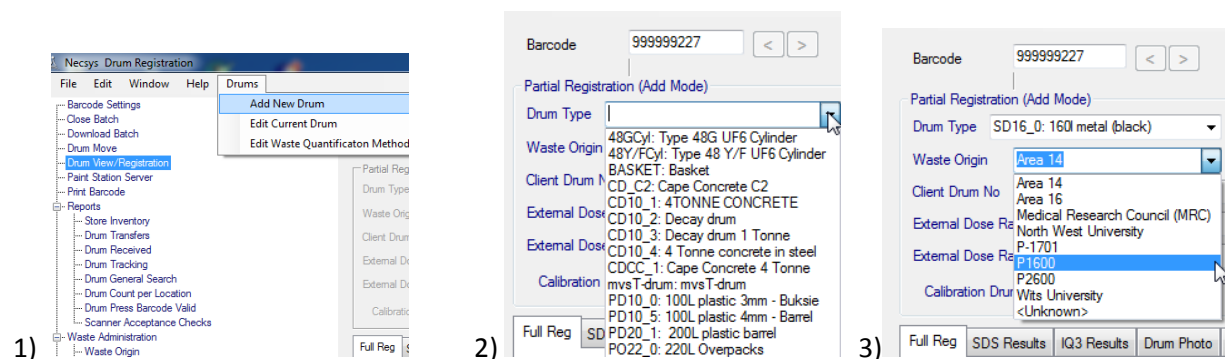 1)
Necsys Drum Registration
File Edit Window Help Drums
Add New Drum
Edit Current Drum
Edit Waste Quantificaton Method
Barcode Settings
Close Batch
Download Batch
Drum Move
Drum View/Registration
Paint Station Server
Print Barcode
Reports
Store Inventory
Drum Transfers
Drum Received
Drum Tracking
Drum General Search
Drum Count per Location
Drum Press Barcode Valid
Scanner Acceptance Checks
Waste Administration
Waste Origin
Partial Reg
Drum Type
Waste Orig
Client Drum
External Do
External Do
Calibratio
Full Reg S
2)
Barcode 999999227 < >
Partial Registration (Add Mode)
Drum Type
Waste Origin
Client Drum N
External Dose
External Dose
Calibration
48GCyl: Type 48G UF6 Cylinder
48Y/FCyl: Type 48 Y/F UF6 Cylinder
BASKET: Basket
CD_C2: Cape Concrete C2
CD10_1: 4TONNE CONCRETE
CD10_2: Decay drum
CD10_3: Decay drum 1 Tonne
CD10_4: 4 Tonne concrete in steel
CDCC_1: Cape Concrete 4 Tonne
mvsT-drum: mvsT-drum
PD10_0: 100L plastic 3mm - Buksie
PD10_5: 100L plastic 4mm - Barrel
PD20_1: 200L plastic barrel
PO22_0: 220L Overpacks
Full Reg SD
3)
Barcode 999999227 < >
Partial Registration (Add Mode)
Drum Type SD16_0: 160l metal (black)
Waste Origin Area 14
Client Drum No
External Dose Ra
External Dose Ra
Calibration Drum
Area 14
Area 16
Medical Research Council (MRC)
North West University
P-1701
P1600
P2600
Wits University
<Unknown>
Full Reg SDS Results IQ3 Results Drum Photo